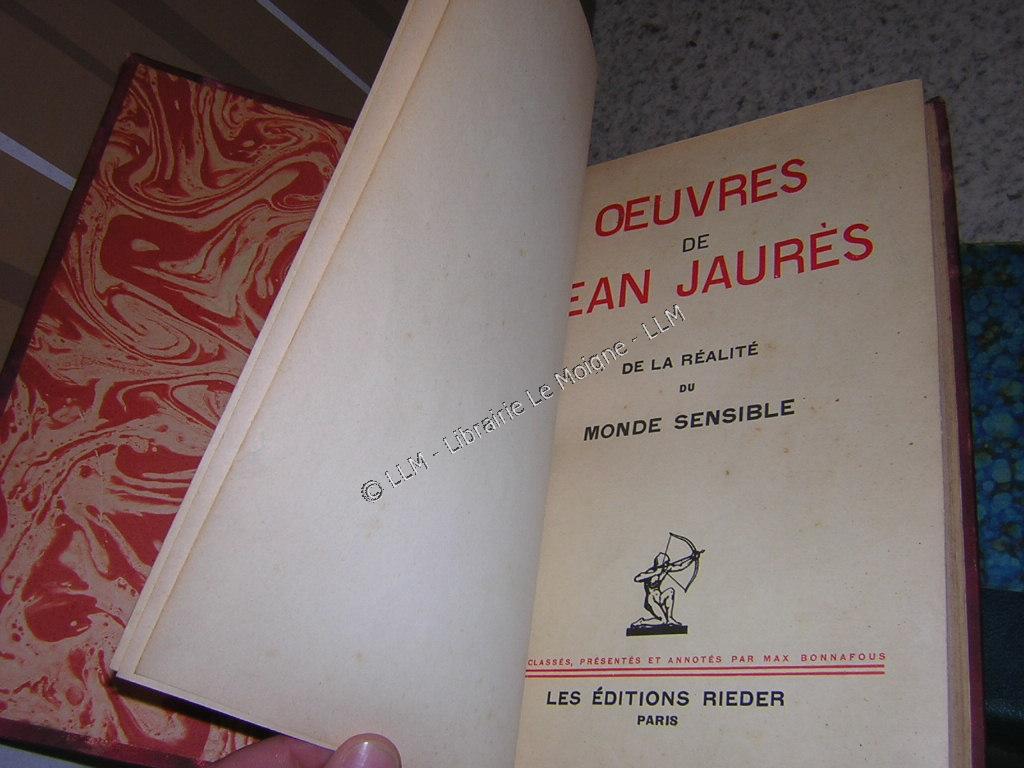 OEUVRES
DE
EAN JAURÈS
DE LA RÉALITÉ
DU
MONDE SENSIBLE
© LLM - Librairie Le Moigne - LLM
CLASSÉS, PRÉSENTÉS ET ANNOTÉS PAR MAX BONNAFOUS
LES ÉDITIONS RIEDER
PARIS